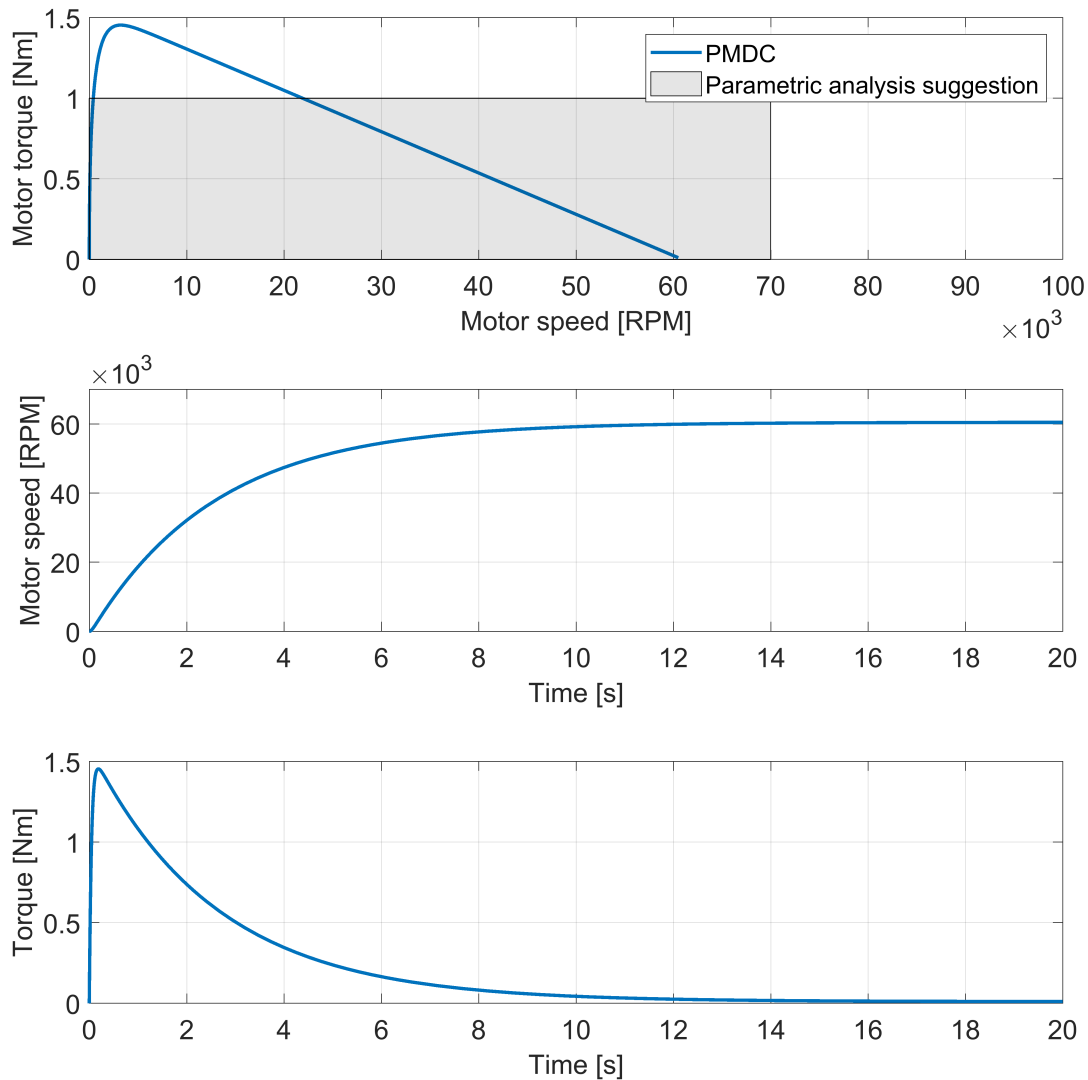 1.5
1
0.5
0
Motor torque [Nm]
PMDC
Parametric analysis suggestion
0 10 20 30 40 50 60 70 80 90 100
Motor speed [RPM]
×10³
×10³
60
40
20
0
Motor speed [RPM]
0 2 4 6 8 10 12 14 16 18 20
Time [s]
1.5
1
0.5
0
Torque [Nm]
0 2 4 6 8 10 12 14 16 18 20
Time [s]